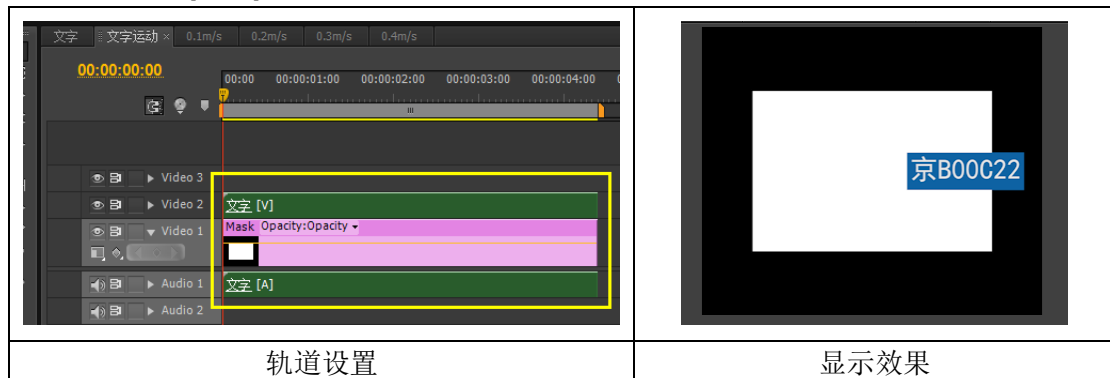 文字 文字运动 × 0.1m/s 0.2m/s 0.3m/s 0.4m/s
00:00:00:00
00:00 00:00:01:00 00:00:02:00 00:00:03:00 00:00:04:00
Video 3
Video 2 文字 [V]
Mask Opacity:Opacity
Video 1
Audio 1 文字 [A]
Audio 2
京B00C22
轨道设置 显示效果